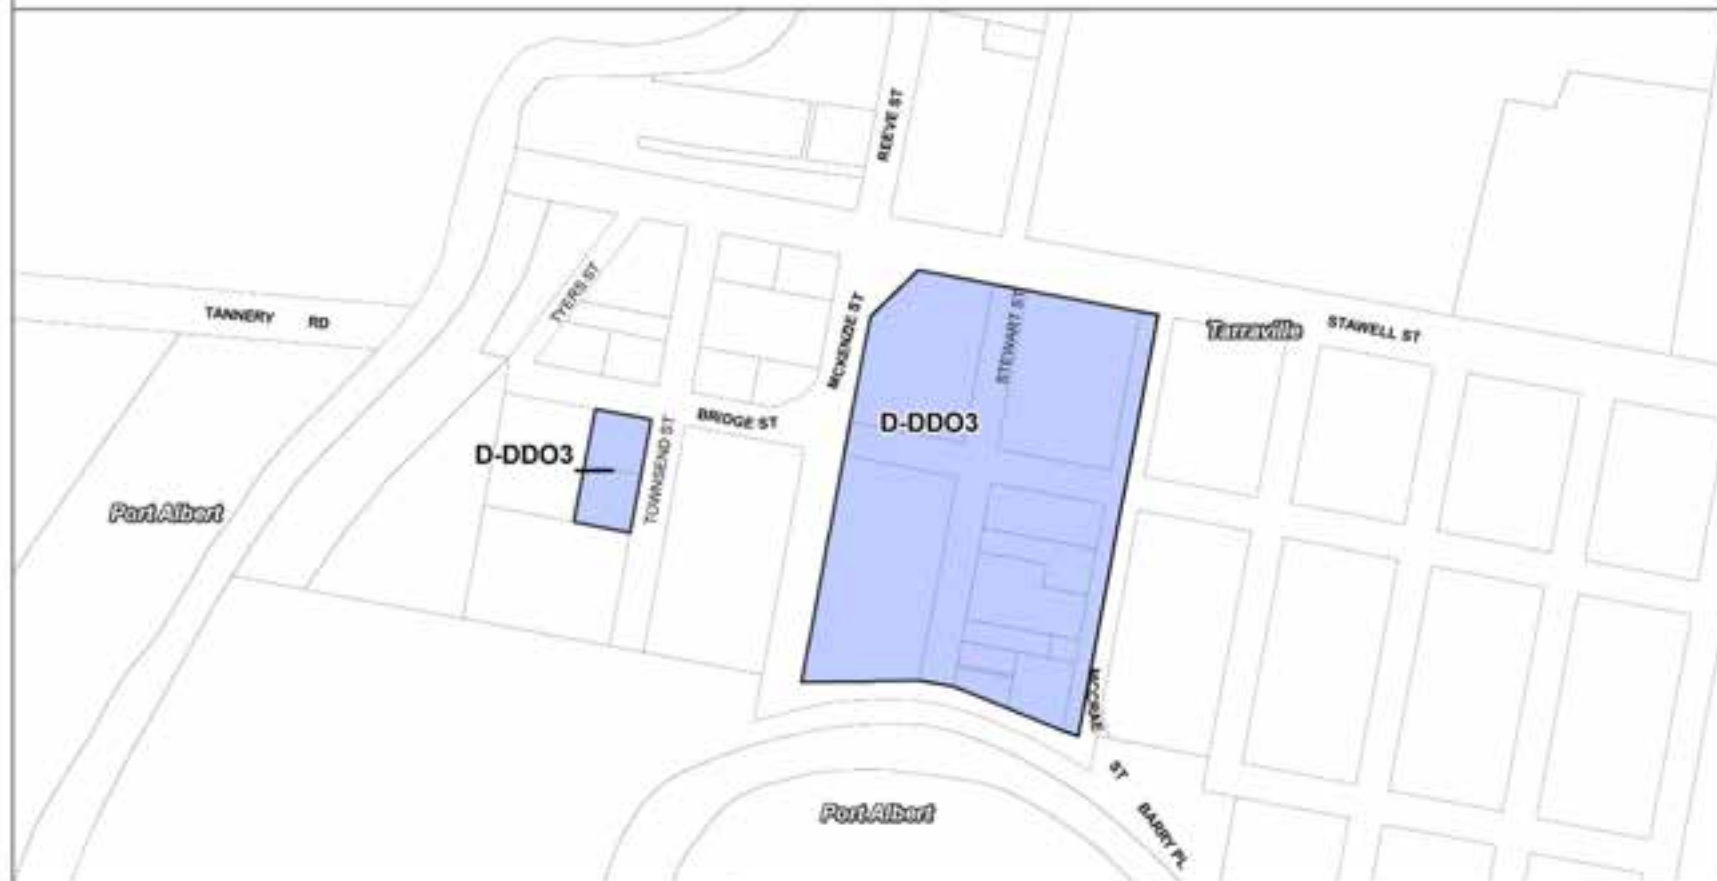 REEVE ST
TYERS ST
TANNERY RD
MCKENZIE ST
STEWART ST
Tarraville
STAWELL ST
BRIDGE ST
D-DDO3
D-DDO3
TOWNSEND ST
Port Albert
ST
BARRY PL
Port Albert